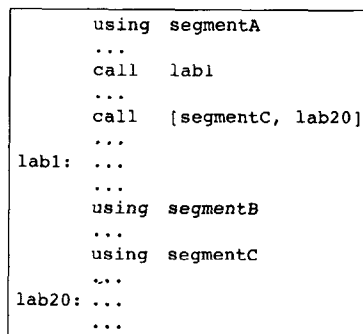 using segmentA
...
call lab1
...
call [segmentC, lab20]
...
lab1: ...
...
using segmentB
...
using segmentC
...
lab20: ...
...